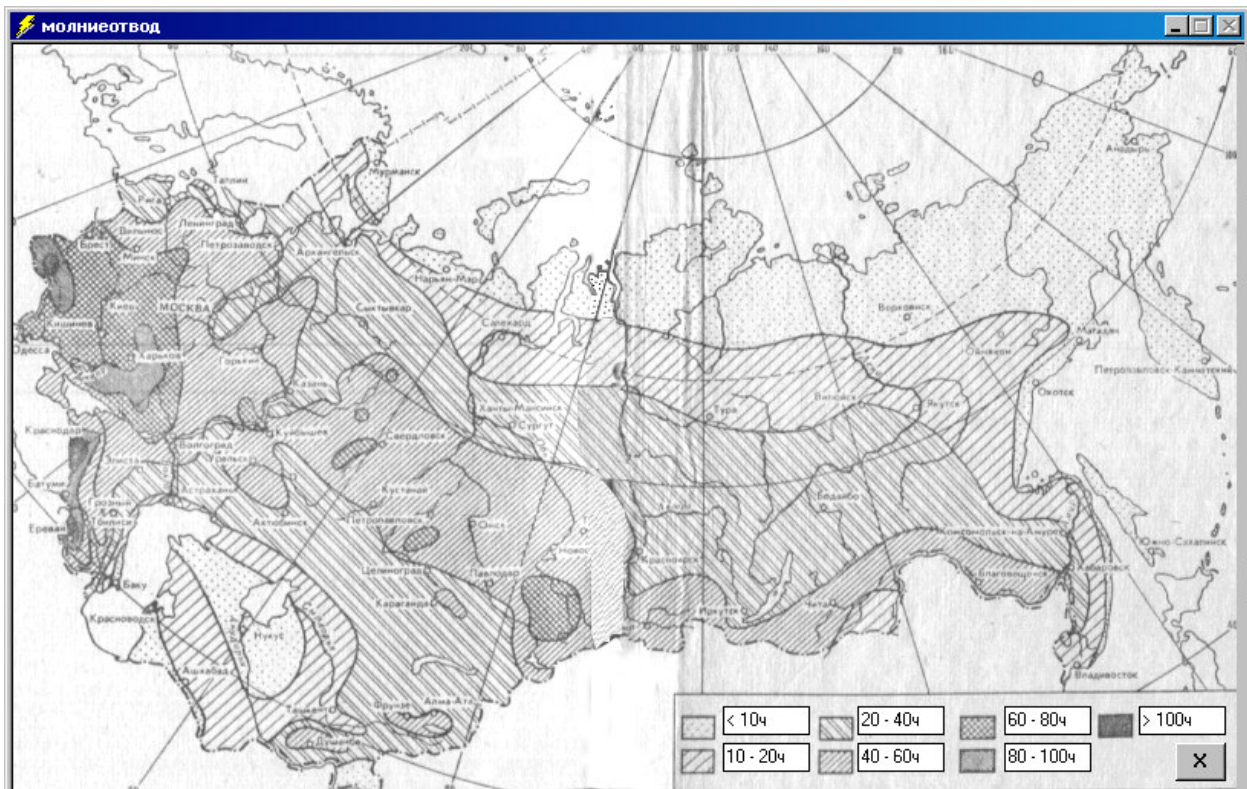 молниеотвод
Анадырь
Мурманск
Таллин
Рига
Вильнюс
Ленинград
Брест
Минск
Петрозаводск
Архангельск
Нарьян-Мар
Киев
МОСКВА
Сыктывкар
Салехард
Кишинев
Одесса
Харьков
Горький
Казань
Магадан
Петропавловск-Камчатский
Охотск
Ханты-Мансийск
Сургут
Тура
Вилюйск
Якутск
Краснодар
Волгоград
Куйбышев
Свердловск
Элиста
Уральск
Астрахань
Кустанай
Батуми
Грозный
Тбилиси
Ереван
Актюбинск
Петропавловск
Омск
Новос
Бодайбо
Красноярск
Комсомольск-на-Амуре
Южно-Сахалинск
Баку
Целиноград
Павлодар
Благовещенск
Хабаровск
Красноводск
Караганда
Иркутск
Чита
Нукус
Ашхабад
Ташкент
Фрунзе
Алма-Ата
Душанбе
Владивосток
< 10ч
20 - 40ч
60 - 80ч
> 100ч
10 - 20ч
40 - 60ч
80 - 100ч
X